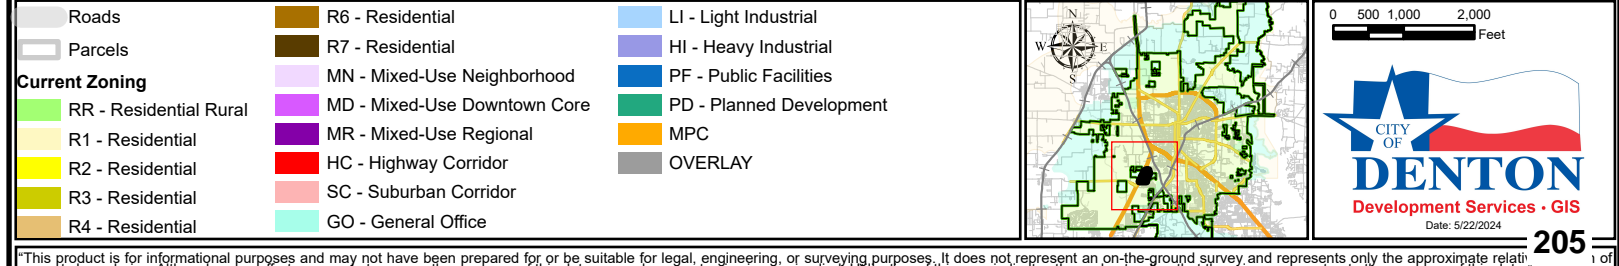 Roads
Parcels
Current Zoning
RR - Residential Rural
R1 - Residential
R2 - Residential
R3 - Residential
R4 - Residential
R6 - Residential
R7 - Residential
MN - Mixed-Use Neighborhood
MD - Mixed-Use Downtown Core
MR - Mixed-Use Regional
HC - Highway Corridor
SC - Suburban Corridor
GO - General Office
LI - Light Industrial
HI - Heavy Industrial
PF - Public Facilities
PD - Planned Development
MPC
OVERLAY
N
W E
S
0 500 1,000 2,000
Feet
CITY
OF
DENTON
Development Services · GIS
Date: 5/22/2024
205
"This product is for informational purposes and may not have been prepared for or be suitable for legal, engineering, or surveying purposes. It does not represent an on-the-ground survey and represents only the approximate of